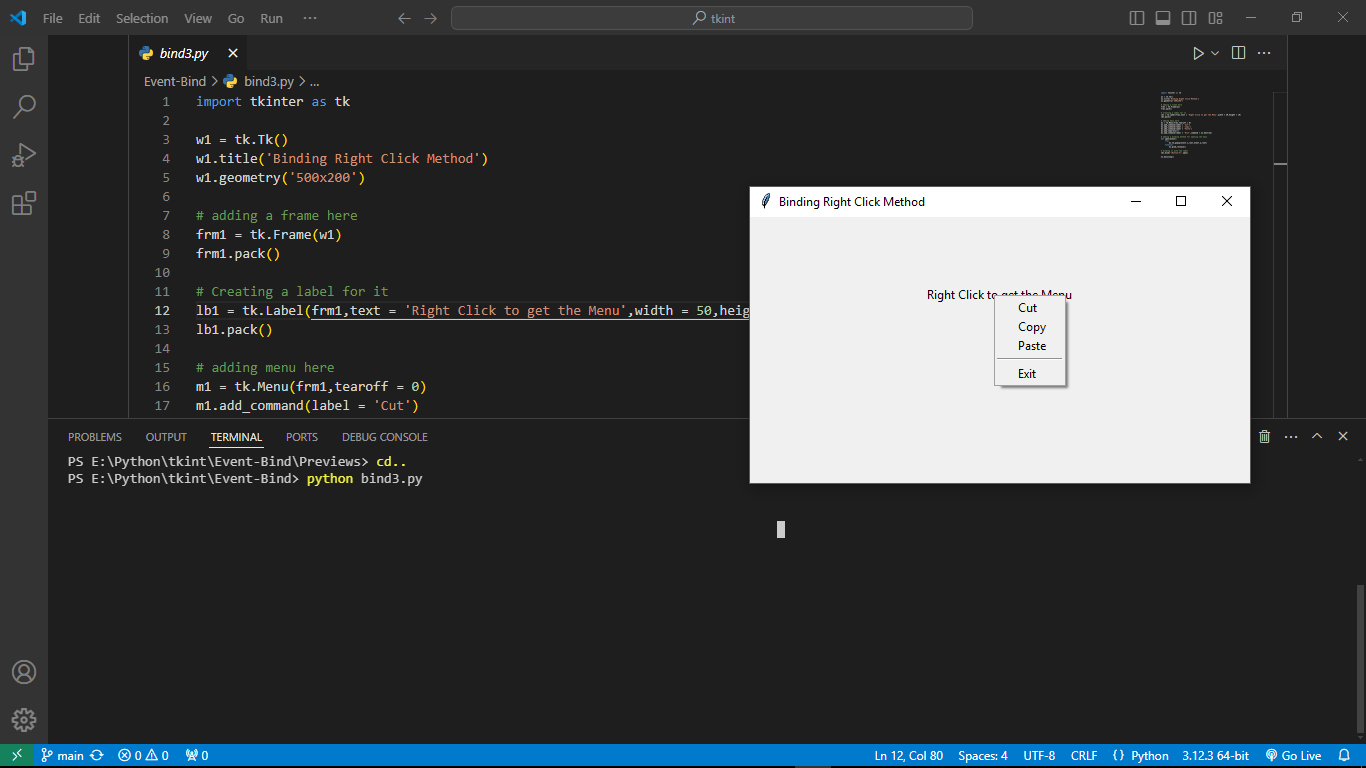 File Edit Selection View Go Run ··· tkint
bind3.py
Event-Bind > bind3.py > ...
1 import tkinter as tk
2
3 w1 = tk.Tk()
4 w1.title('Binding Right Click Method')
5 w1.geometry('500x200')
6
7 # adding a frame here
8 frm1 = tk.Frame(w1)
9 frm1.pack()
10
11 # Creating a label for it
12 lb1 = tk.Label(frm1,text = 'Right Click to get the Menu',width = 50,heig
13 lb1.pack()
14
15 # adding menu here
16 m1 = tk.Menu(frm1,tearoff = 0)
17 m1.add_command(label = 'Cut')
Binding Right Click Method
Right Click to get the Menu
Cut
Copy
Paste
Exit
PROBLEMS OUTPUT TERMINAL PORTS DEBUG CONSOLE
PS E:\Python\tkint\Event-Bind\Previews> cd..
PS E:\Python\tkint\Event-Bind> python bind3.py
main 0 0 0 Ln 12, Col 80 Spaces: 4 UTF-8 CRLF {} Python 3.12.3 64-bit Go Live